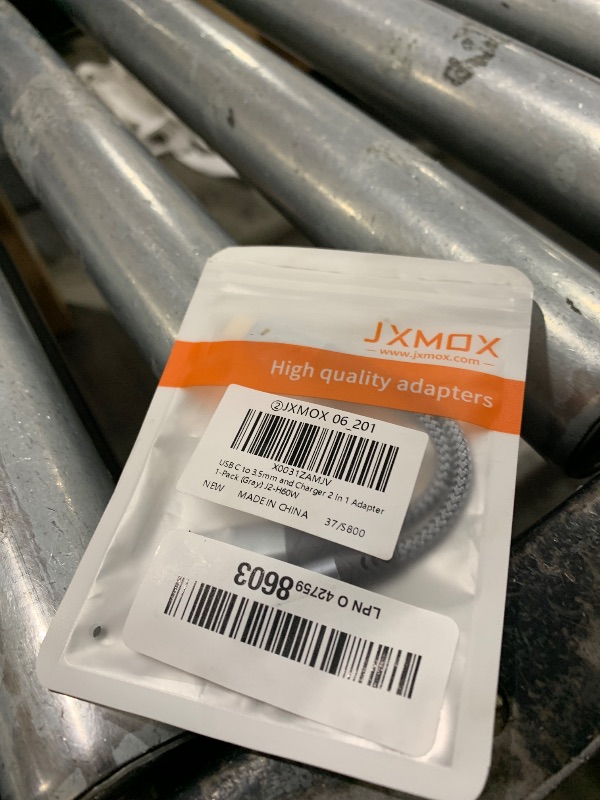 JXMOX
www.jxmox.com
High quality adapters
②JXMOX 06_201
X0031ZAMJV
USB C to 3.5mm and Charger 2 In 1 Adapter
1-Pack (Gray) J2-H60W
NEW MADE IN CHINA 37/S800
LPN O 42759 8603